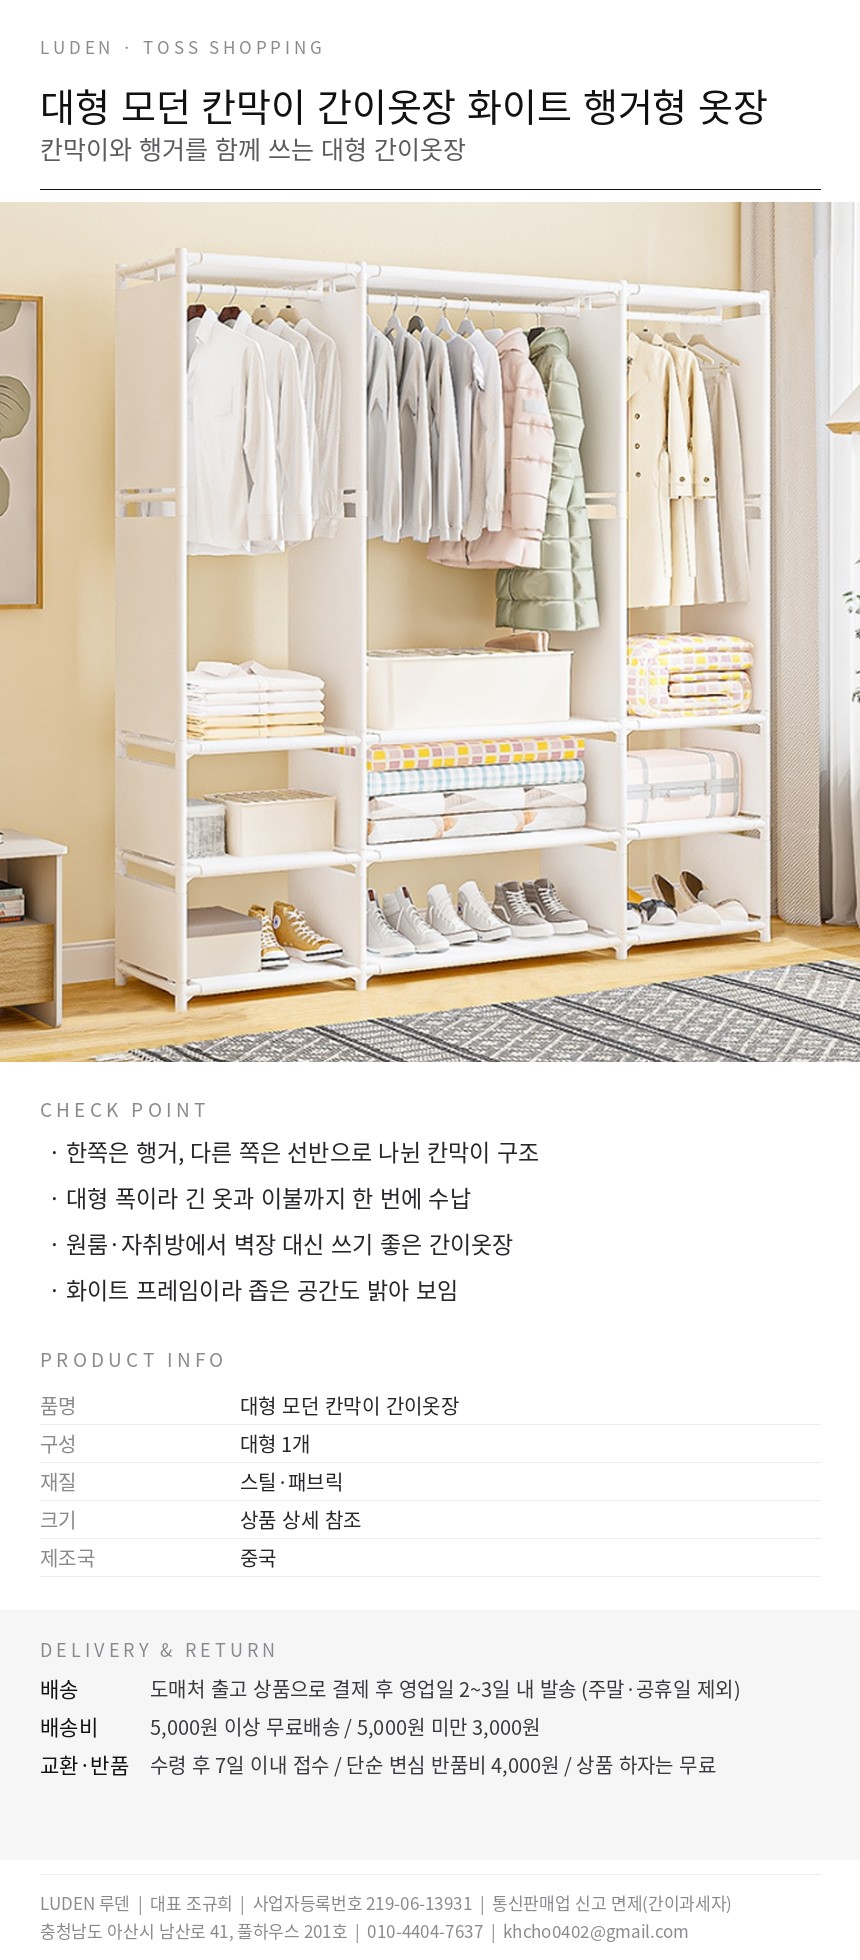 LUDEN · TOSS SHOPPING
대형 모던 칸막이 간이옷장 화이트 행거형 옷장
칸막이와 행거를 함께 쓰는 대형 간이옷장
CHECK POINT
· 한쪽은 행거, 다른 쪽은 선반으로 나뉜 칸막이 구조
· 대형 폭이라 긴 옷과 이불까지 한 번에 수납
· 원룸·자취방에서 벽장 대신 쓰기 좋은 간이옷장
· 화이트 프레임이라 좁은 공간도 밝아 보임
PRODUCT INFO
품명 대형 모던 칸막이 간이옷장
구성 대형 1개
재질 스틸·패브릭
크기 상품 상세 참조
제조국 중국
DELIVERY & RETURN
배송 도매처 출고 상품으로 결제 후 영업일 2~3일 내 발송 (주말·공휴일 제외)
배송비 5,000원 이상 무료배송 / 5,000원 미만 3,000원
교환·반품 수령 후 7일 이내 접수 / 단순 변심 반품비 4,000원 / 상품 하자는 무료
LUDEN 루덴 | 대표 조규희 | 사업자등록번호 219-06-13931 | 통신판매업 신고 면제(간이과세자)
충청남도 아산시 남산로 41, 풀하우스 201호 | 010-4404-7637 | khcho0402@gmail.com